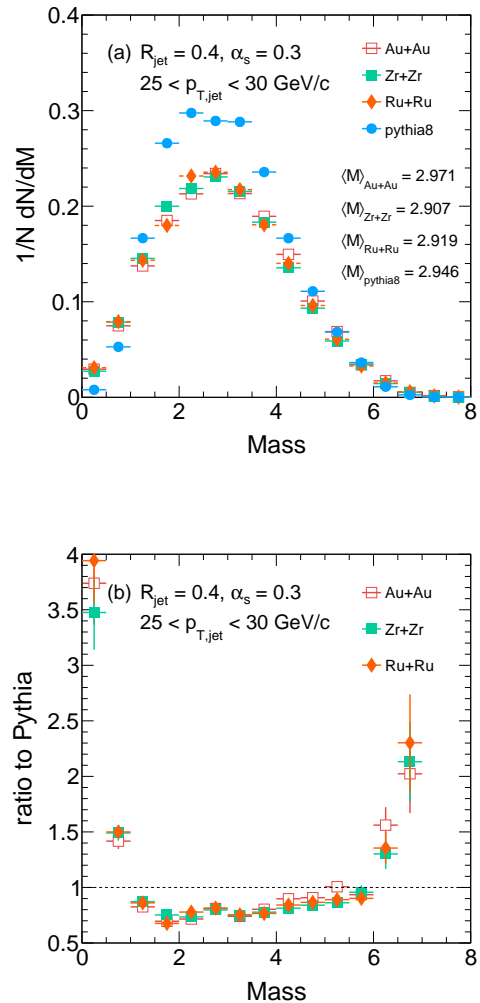 0.4
(a) R_jet = 0.4, α_s = 0.3
25 < p_T,jet < 30 GeV/c
Au+Au
Zr+Zr
Ru+Ru
pythia8
⟨M⟩_Au+Au = 2.971
⟨M⟩_Zr+Zr = 2.907
⟨M⟩_Ru+Ru = 2.919
⟨M⟩_pythia8 = 2.946
0.3
0.2
0.1
0
1/N dN/dM
0 2 4 6 8
Mass
4
(b) R_jet = 0.4, α_s = 0.3
25 < p_T,jet < 30 GeV/c
Au+Au
Zr+Zr
Ru+Ru
3.5
3
2.5
2
1.5
1
0.5
ratio to Pythia
0 2 4 6 8
Mass